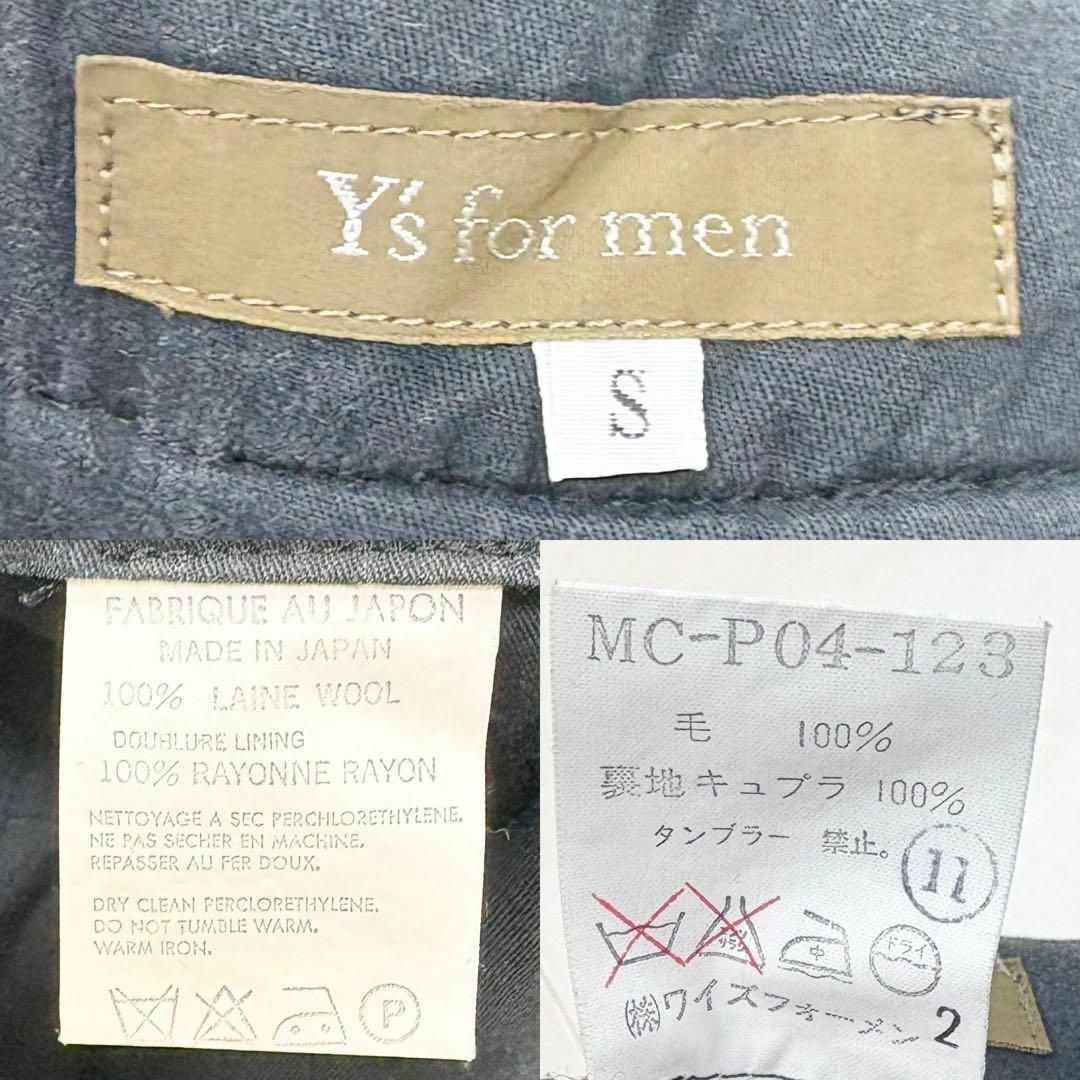 Y's for men
S
FABRIQUE AU JAPON
MADE IN JAPAN
100% LAINE WOOL
DOUBLURE LINING
100% RAYONNE RAYON
NETTOYAGE A SEC PERCHLORETHYLENE.
NE PAS SECHER EN MACHINE.
REPASSER AU FER DOUX.
DRY CLEAN PERCLORETHYLENE.
DO NOT TUMBLE WARM.
WARM IRON.
P
MC-P04-123
毛 100%
裏地キュプラ 100%
タンブラー 禁止。
11
中 ドライ
ワイズフォーメン 2